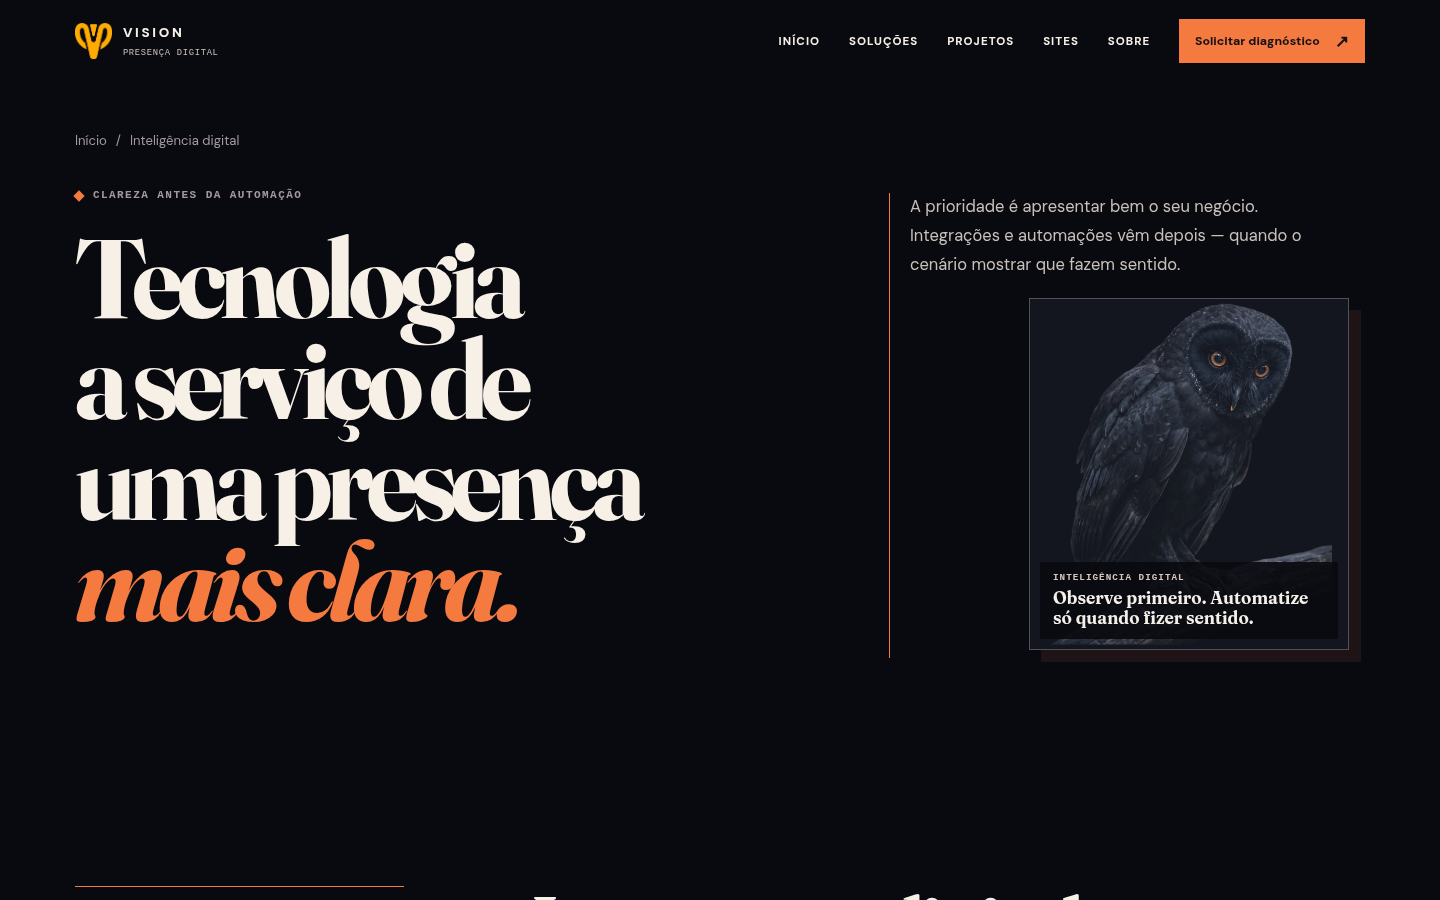 VISION
PRESENÇA DIGITAL
INÍCIO
SOLUÇÕES
PROJETOS
SITES
SOBRE
Solicitar diagnóstico ↗
Início / Inteligência digital
CLAREZA ANTES DA AUTOMAÇÃO
Tecnologia
a serviço de
uma presença
mais clara.
A prioridade é apresentar bem o seu negócio.
Integrações e automações vêm depois — quando o
cenário mostrar que fazem sentido.
INTELIGÊNCIA DIGITAL
Observe primeiro. Automatize
só quando fizer sentido.